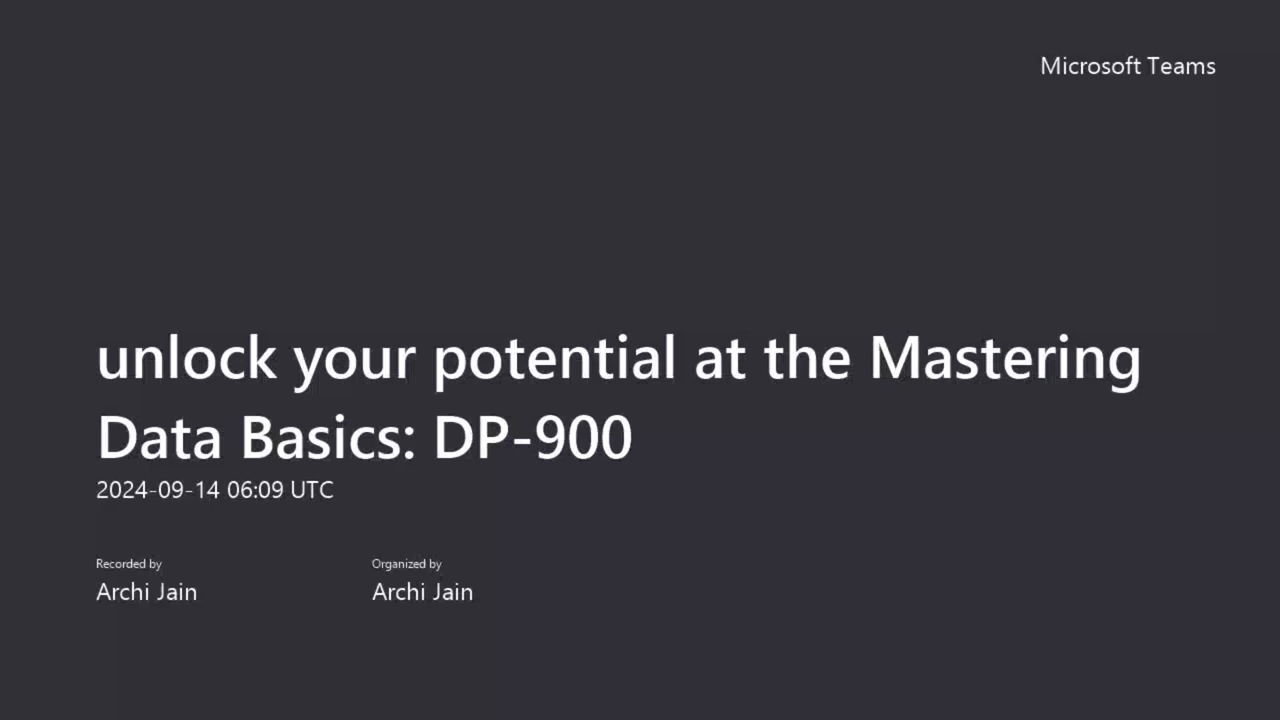 Microsoft Teams
unlock your potential at the Mastering
Data Basics: DP-900
2024-09-14 06:09 UTC
Recorded by
Organized by
Archi Jain
Archi Jain